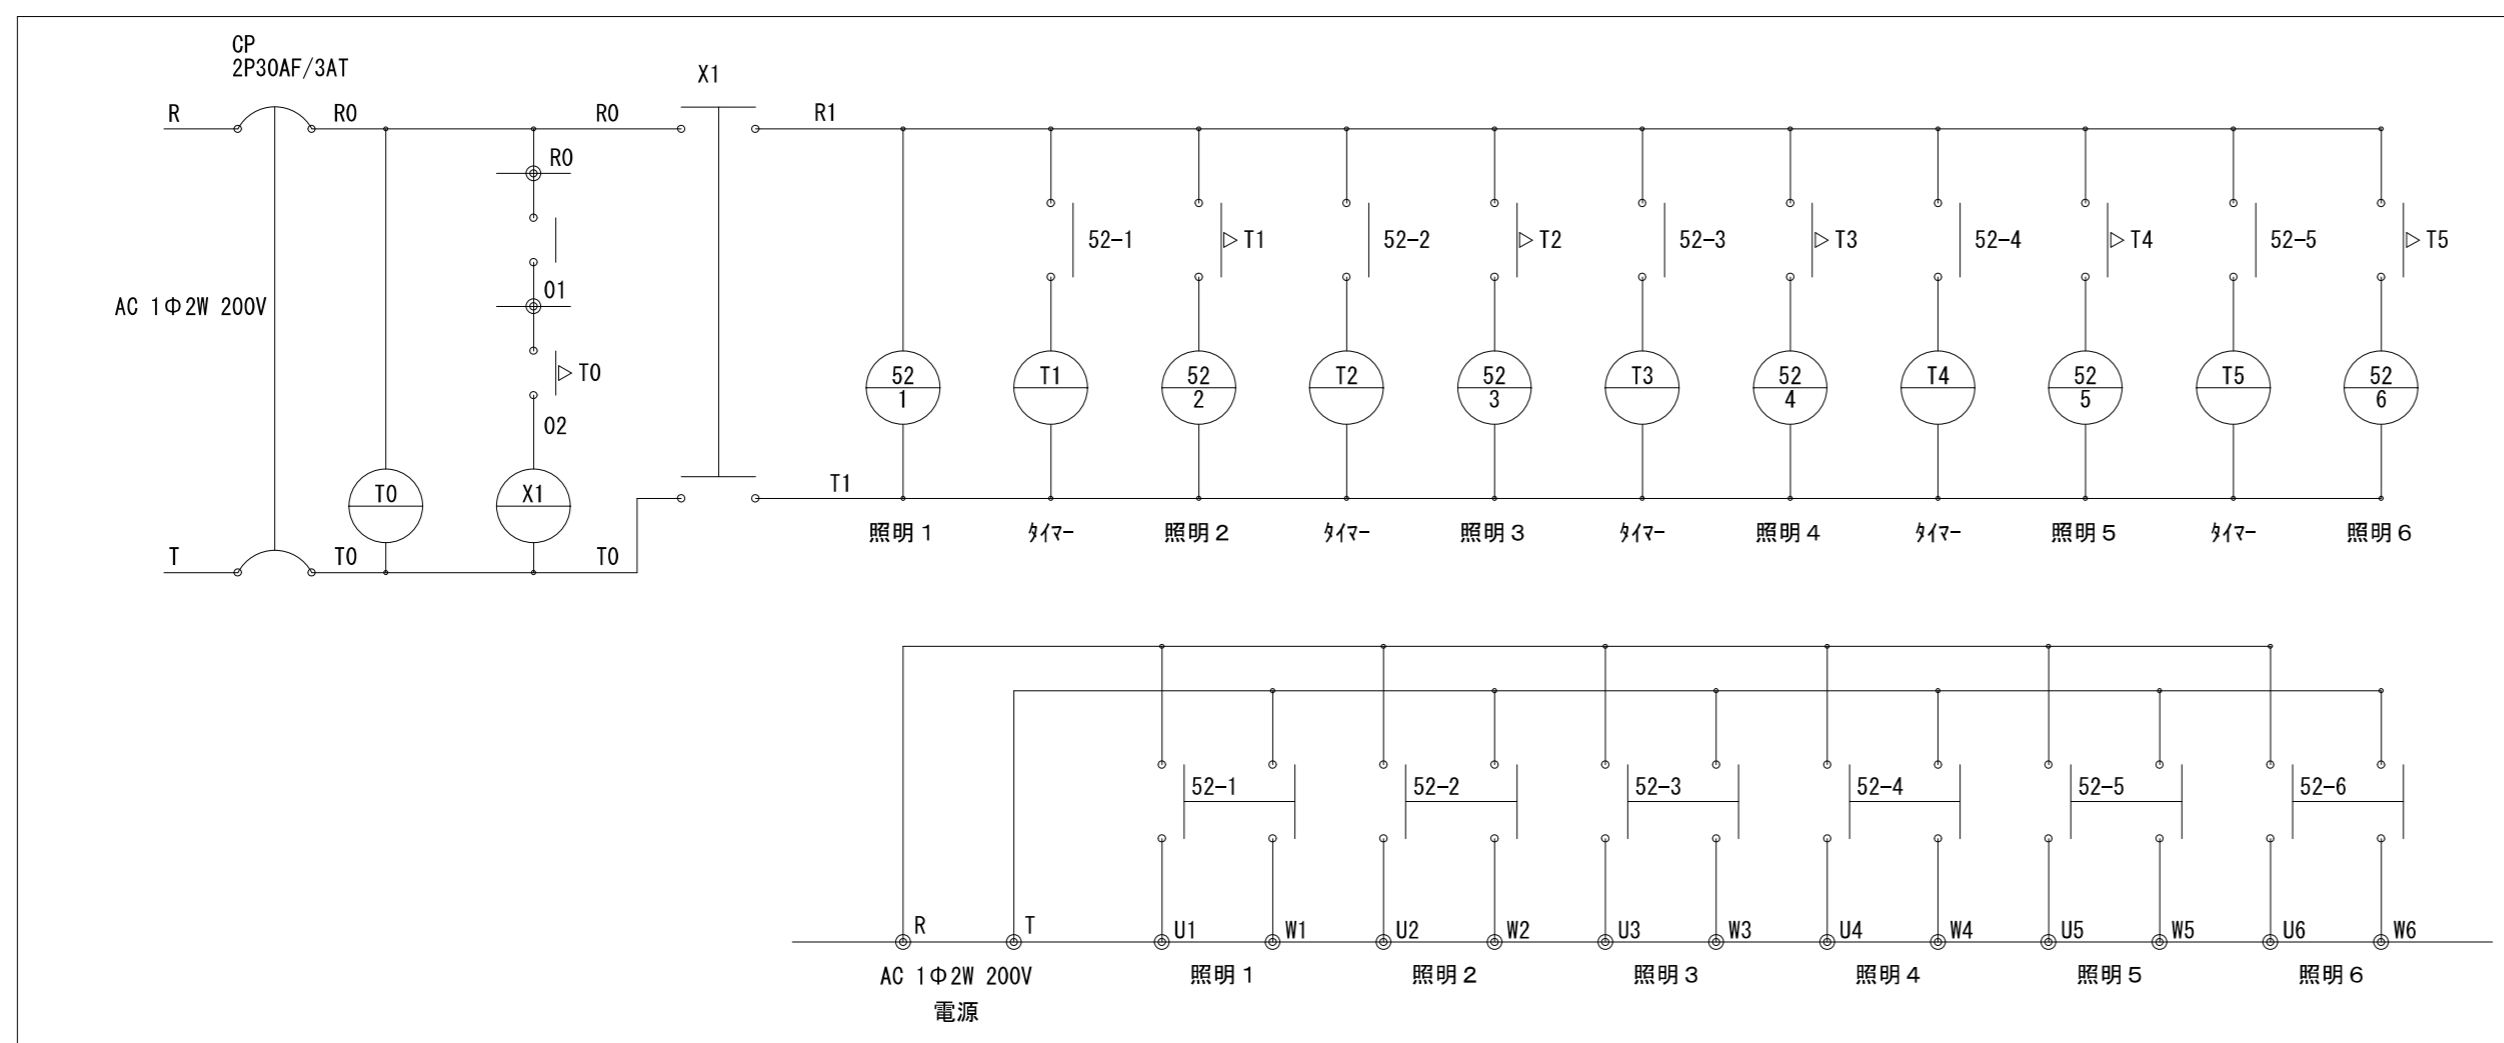 CP
2P30AF/3AT
X1
R
R0
R0
R1
R0
52-1
T1
52-2
T2
52-3
T3
52-4
T4
52-5
T5
01
AC 1Φ2W 200V
T0
52
1
T1
52
2
T2
52
3
T3
52
4
T4
52
5
T5
52
6
02
T0
X1
T1
照明１
ﾀｲﾏｰ
照明２
ﾀｲﾏｰ
照明３
ﾀｲﾏｰ
照明４
ﾀｲﾏｰ
照明５
ﾀｲﾏｰ
照明６
T
T0
T0
52-1
52-2
52-3
52-4
52-5
52-6
R
T
U1
W1
U2
W2
U3
W3
U4
W4
U5
W5
U6
W6
AC 1Φ2W 200V
電源
照明１
照明２
照明３
照明４
照明５
照明６